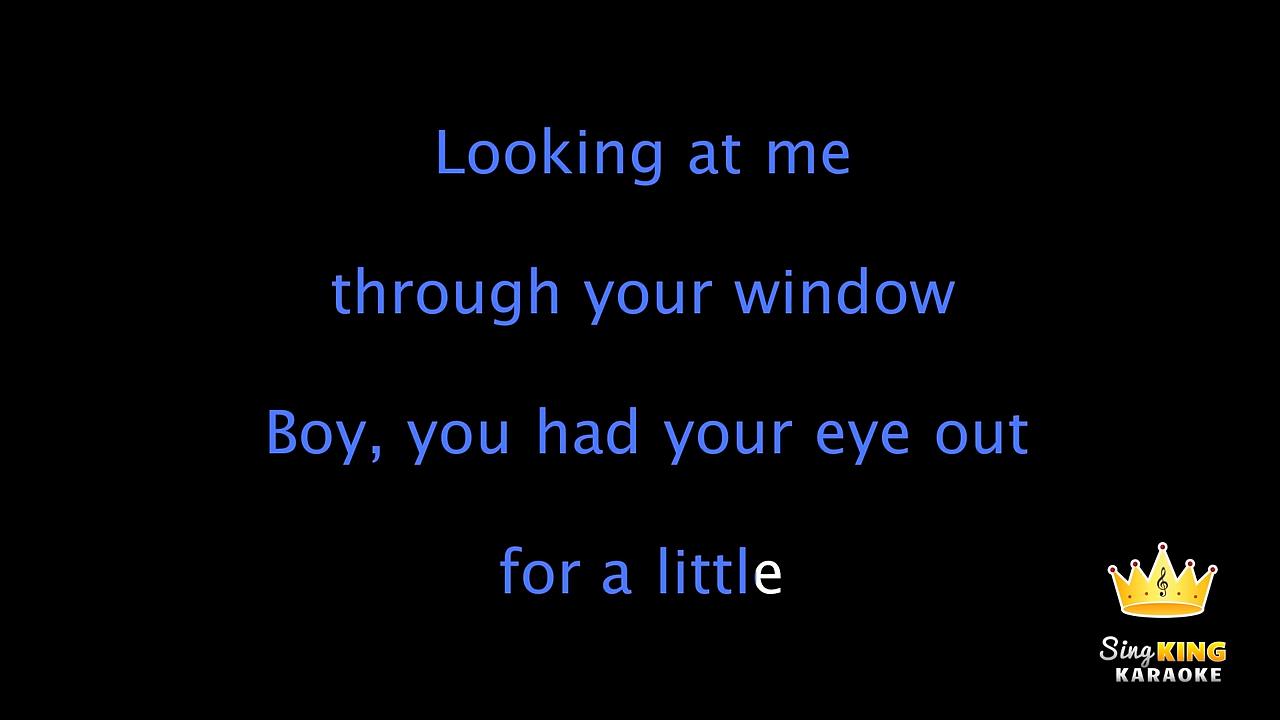 Looking at me
through your window
Boy, you had your eye out
for a little
Sing KING
KARAOKE